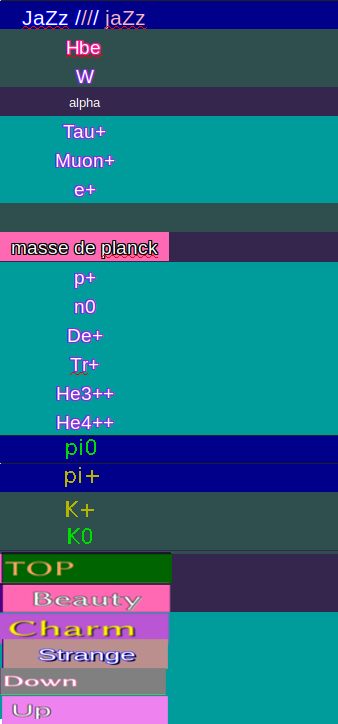 JaZz //// jaZz
Hbe
W
alpha
Tau+
Muon+
e+
masse de planck
p+
n0
De+
Tr+
He3++
He4++
pi0
pi+
K+
K0
TOP
Beauty
Charm
Strange
Down
Up